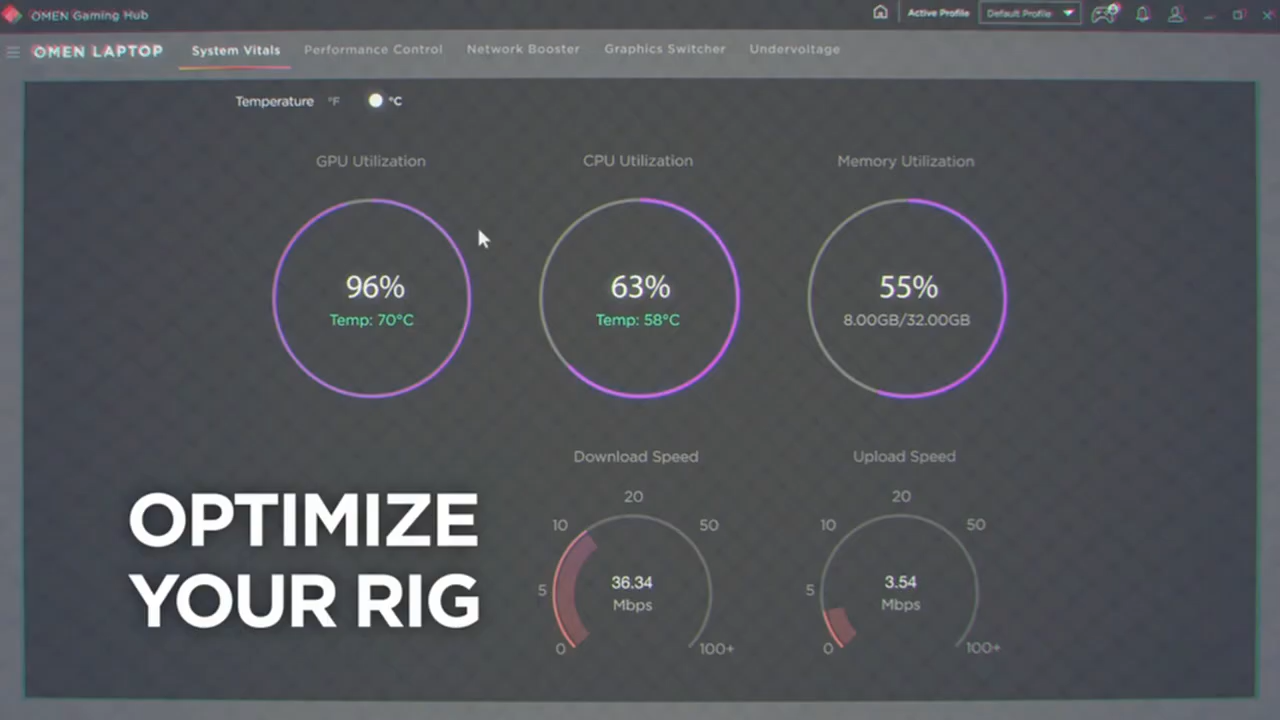 OMEN Gaming Hub
Active Profile
Default Profile
OMEN LAPTOP
System Vitals
Performance Control
Network Booster
Graphics Switcher
Undervoltage
Temperature °F °C
GPU Utilization
CPU Utilization
Memory Utilization
96%
Temp: 70°C
63%
Temp: 58°C
55%
8.00GB/32.00GB
OPTIMIZE
YOUR RIG
Download Speed
20
10
50
5
36.34
Mbps
0
100+
Upload Speed
20
10
50
5
3.54
Mbps
0
100+